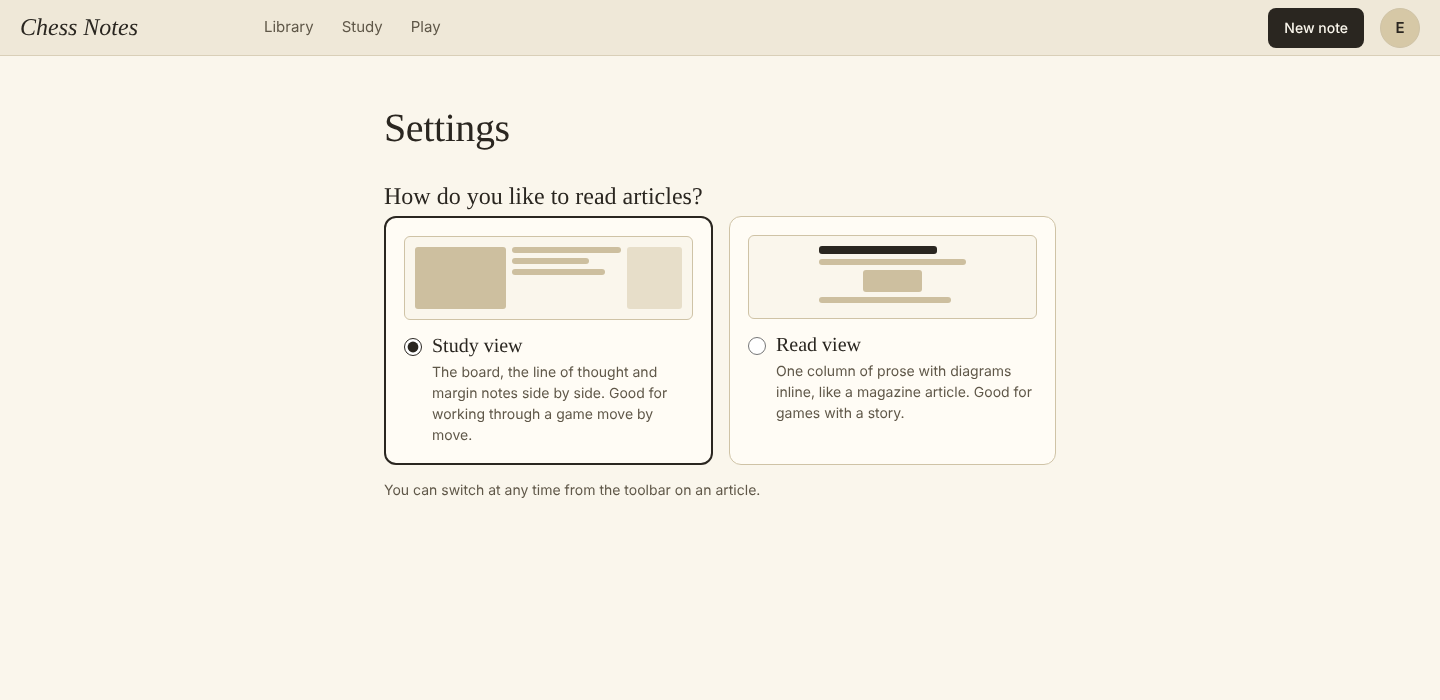 Chess Notes
Library
Study
Play
New note
E
Settings
How do you like to read articles?
Study view
The board, the line of thought and
margin notes side by side. Good for
working through a game move by
move.
Read view
One column of prose with diagrams
inline, like a magazine article. Good for
games with a story.
You can switch at any time from the toolbar on an article.